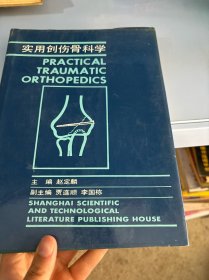 实用创伤骨科学
PRACTICAL
TRAUMATIC
ORTHOPEDICS
主编 赵定麟
副主编 贾连顺 李国栋
SHANGHAI SCIENTIFIC
AND TECHNOLOGICAL
LITERATURE PUBLISHING HOUSE